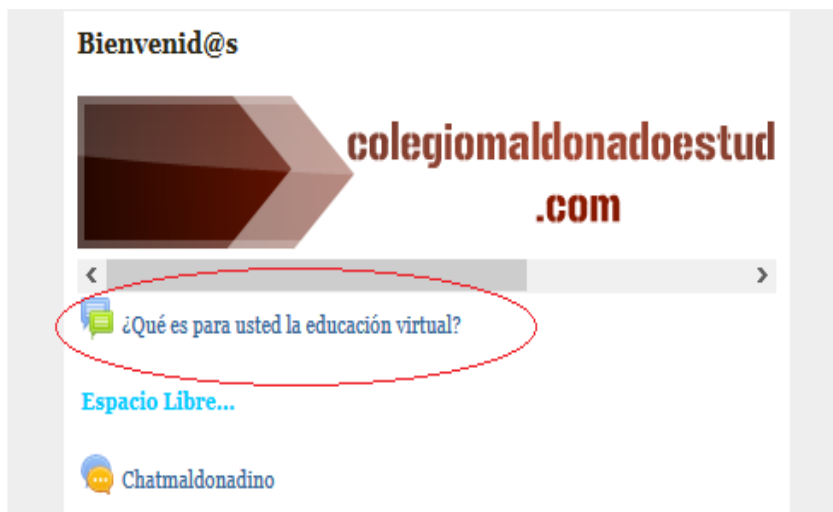 Bienvenid@s
colegiomaldonadoestud
.com
¿Qué es para usted la educación virtual?
Espacio Libre...
Chatmaldonadino